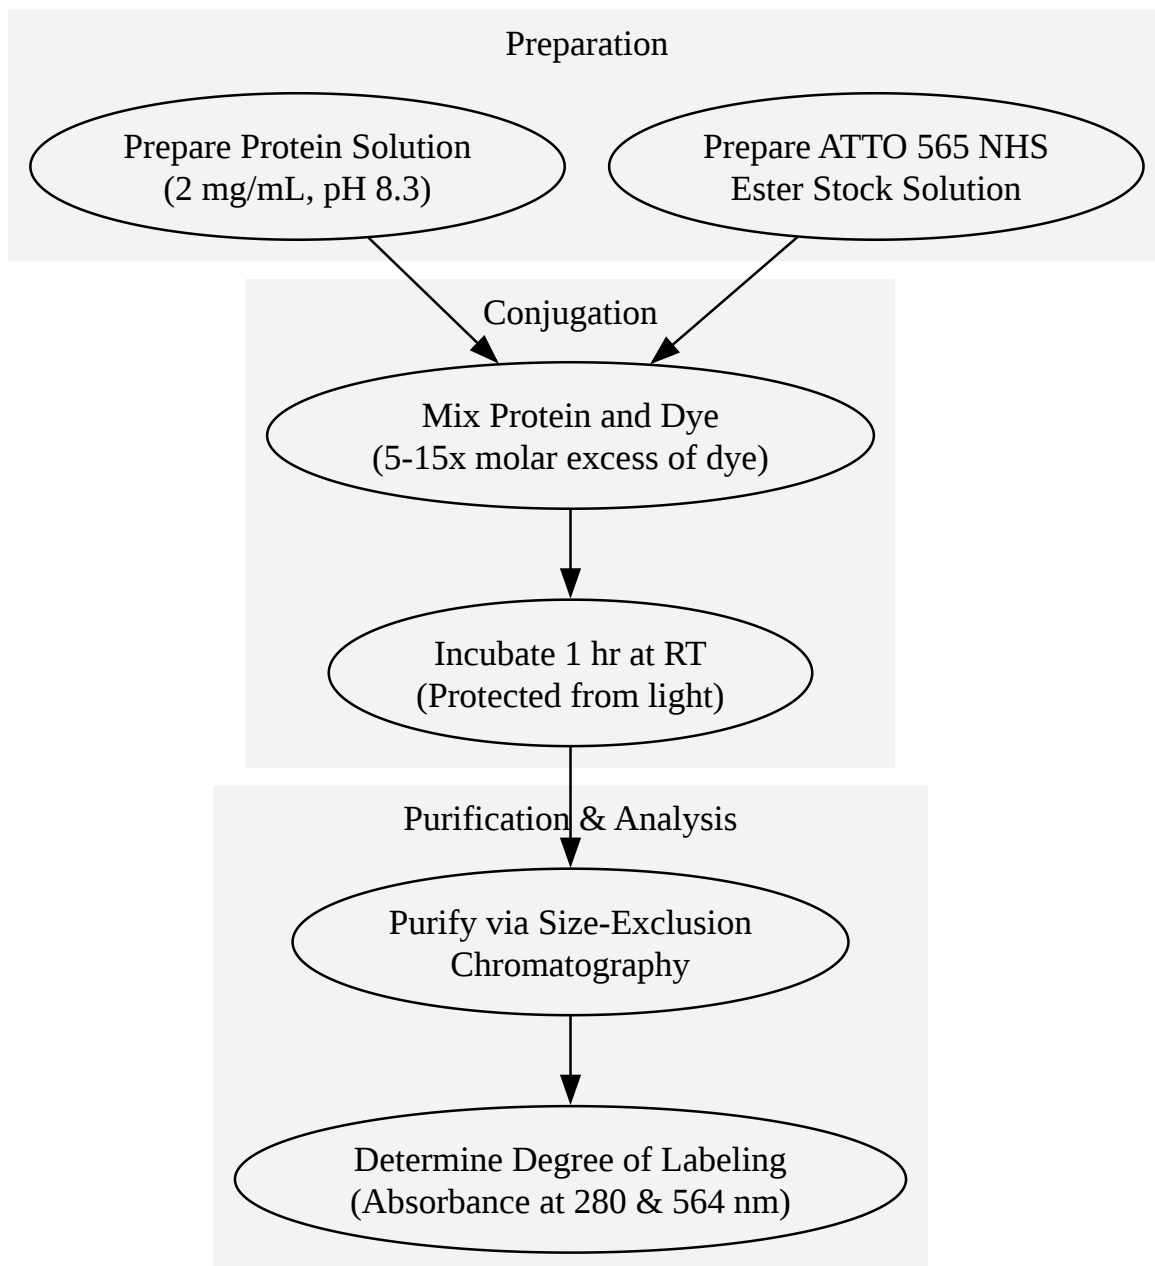 Preparation
Prepare Protein Solution
(2 mg/mL, pH 8.3)
Prepare ATTO 565 NHS
Ester Stock Solution
Conjugation
Mix Protein and Dye
(5-15x molar excess of dye)
Incubate 1 hr at RT
(Protected from light)
Purification & Analysis
Purify via Size-Exclusion
Chromatography
Determine Degree of Labeling
(Absorbance at 280 & 564 nm)